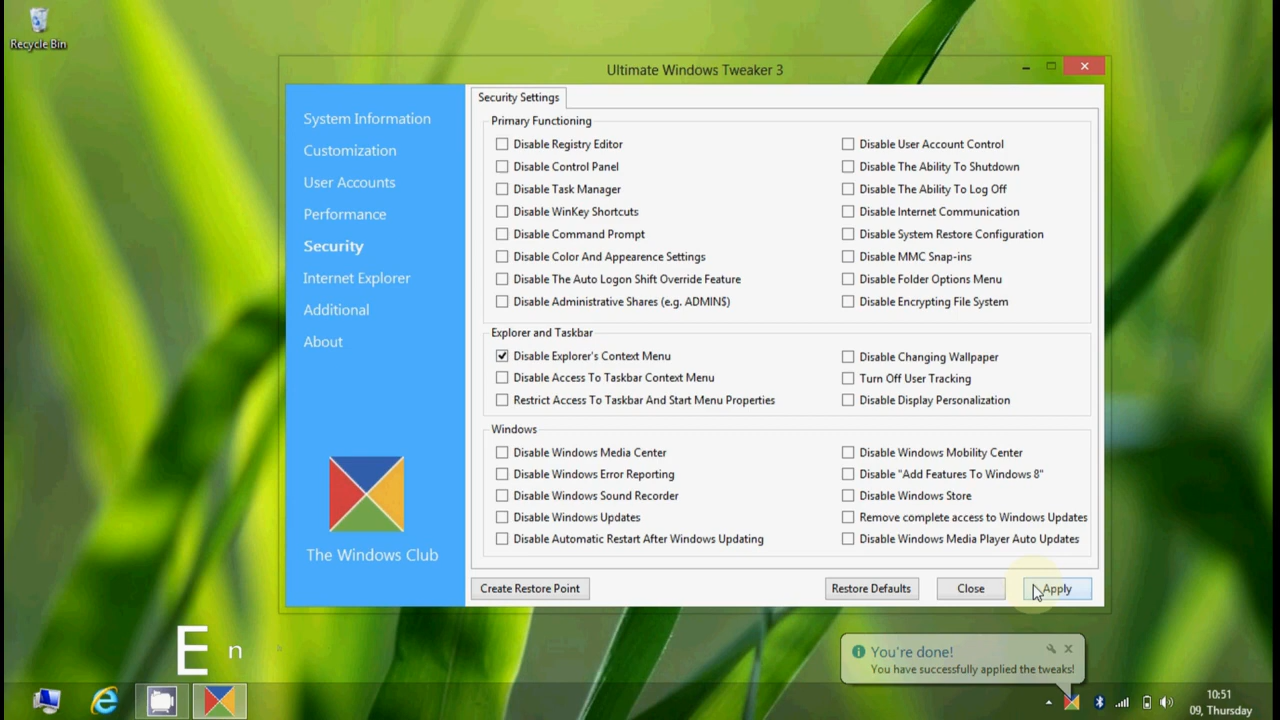 Recycle Bin
Ultimate Windows Tweaker 3
System Information
Customization
User Accounts
Performance
Security
Internet Explorer
Additional
About
The Windows Club
Security Settings
Primary Functioning
Disable Registry Editor
Disable Control Panel
Disable Task Manager
Disable WinKey Shortcuts
Disable Command Prompt
Disable Color And Appearence Settings
Disable The Auto Logon Shift Override Feature
Disable Administrative Shares (e.g. ADMIN$)
Disable User Account Control
Disable The Ability To Shutdown
Disable The Ability To Log Off
Disable Internet Communication
Disable System Restore Configuration
Disable MMC Snap-ins
Disable Folder Options Menu
Disable Encrypting File System
Explorer and Taskbar
Disable Explorer's Context Menu
Disable Access To Taskbar Context Menu
Restrict Access To Taskbar And Start Menu Properties
Disable Changing Wallpaper
Turn Off User Tracking
Disable Display Personalization
Windows
Disable Windows Media Center
Disable Windows Error Reporting
Disable Windows Sound Recorder
Disable Windows Updates
Disable Automatic Restart After Windows Updating
Disable Windows Mobility Center
Disable "Add Features To Windows 8"
Disable Windows Store
Remove complete access to Windows Updates
Disable Windows Media Player Auto Updates
Create Restore Point
Restore Defaults
Close
Apply
En
You're done!
You have successfully applied the tweaks!
10:51
09, Thursday